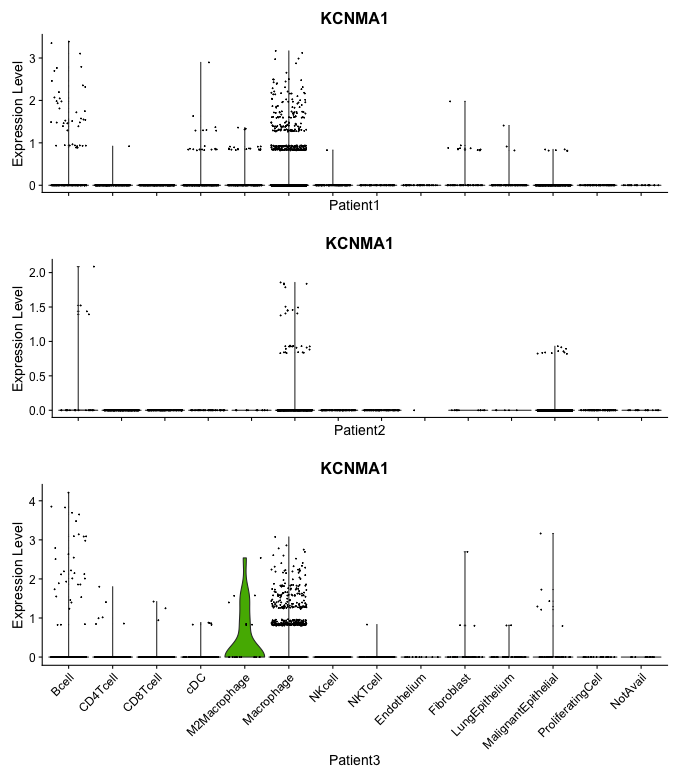 KCNMA1
Expression Level
3
2
1
0
Patient1
KCNMA1
Expression Level
2.0
1.5
1.0
0.5
0.0
Patient2
KCNMA1
Expression Level
4
3
2
1
0
Bcell
CD4Tcell
CD8Tcell
cDC
M2Macrophage
Macrophage
NKcell
NKTcell
Endothelium
Fibroblast
LungEpithelium
MalignantEpithelial
ProliferatingCell
NotAvail
Patient3